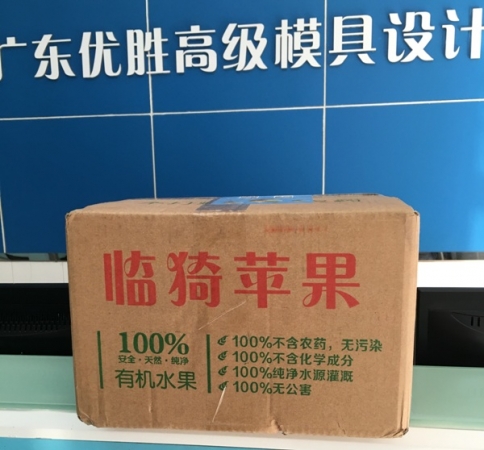 广东优胜高级模具设计
临猗苹果
100%
安全·天然·纯净
有机水果
100%不含农药，无污染
100%不含化学成分
100%纯净水源灌溉
100%无公害